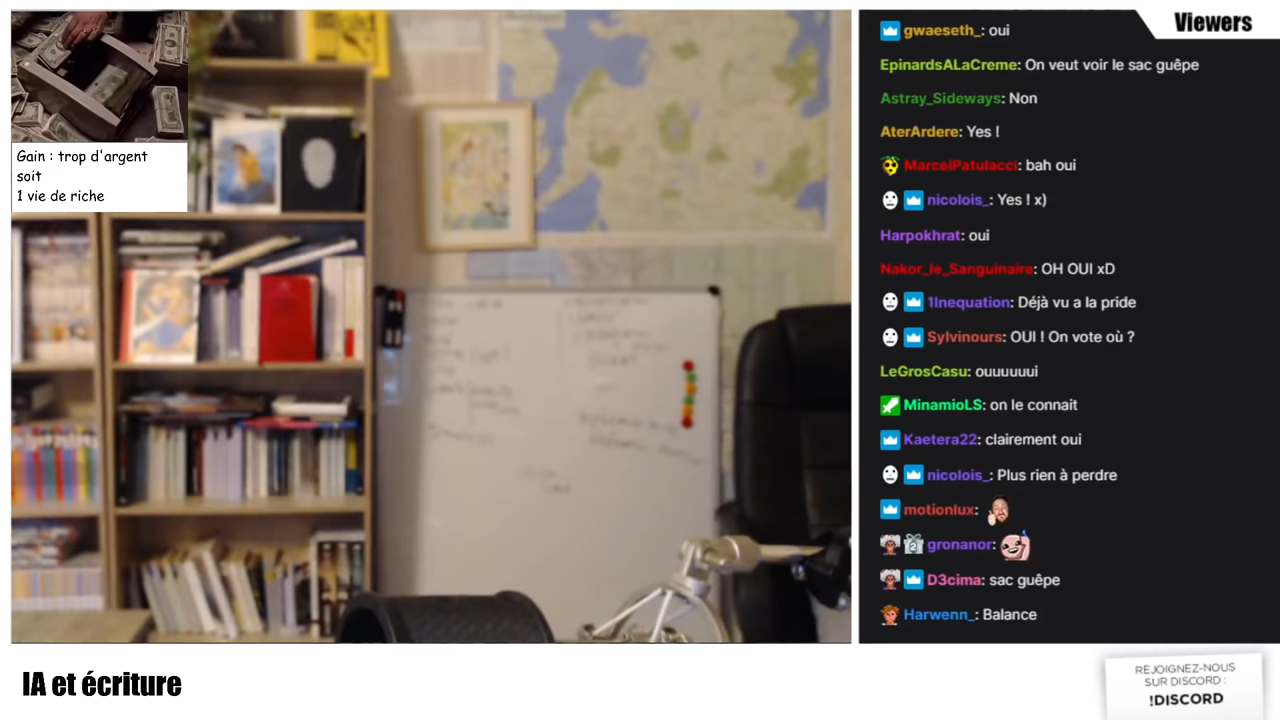 Gain : trop d'argent
soit
1 vie de riche
Viewers
gwaeseth_: oui
EpinardsALaCreme: On veut voir le sac guêpe
Astray_Sideways: Non
AterArdere: Yes !
MarcelPatulacci: bah oui
nicolois_: Yes ! x)
Harpokhrat: oui
Nakor_le_Sanguinaire: OH OUI xD
1Inequation: Déjà vu a la pride
Sylvinours: OUI ! On vote où ?
LeGrosCasu: ouuuuuui
MinamioLS: on le connait
Kaetera22: clairement oui
nicolois_: Plus rien à perdre
motionlux:
2 gronanor:
D3cima: sac guêpe
Harwenn_: Balance
IA et écriture
REJOIGNEZ-NOUS
SUR DISCORD :
!DISCORD